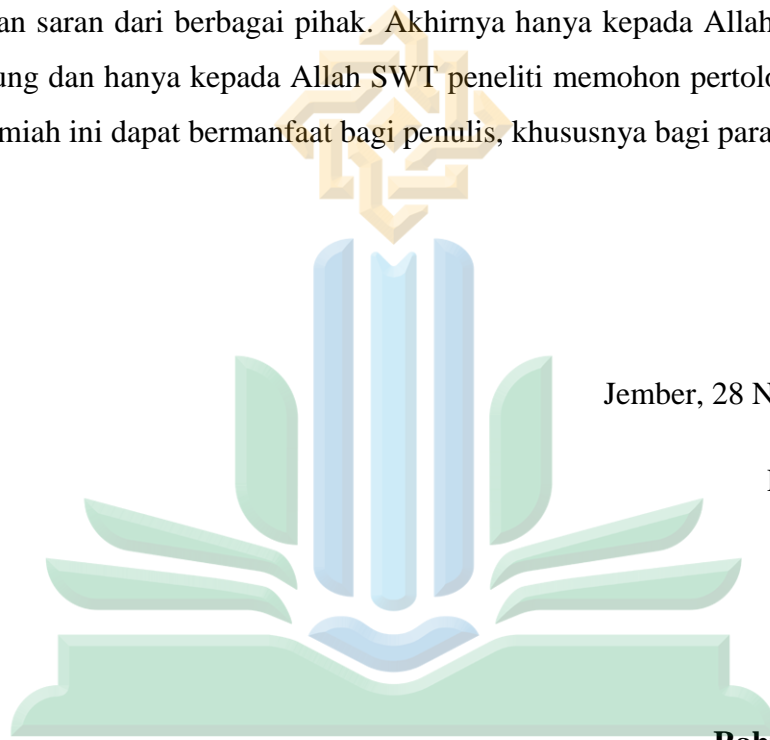 an saran dari berbagai pihak. Akhirnya hanya kepada Allah
ung dan hanya kepada Allah SWT peneliti memohon pertolo
miah ini dapat bermanfaat bagi penulis, khususnya bagi para
Jember, 28 N